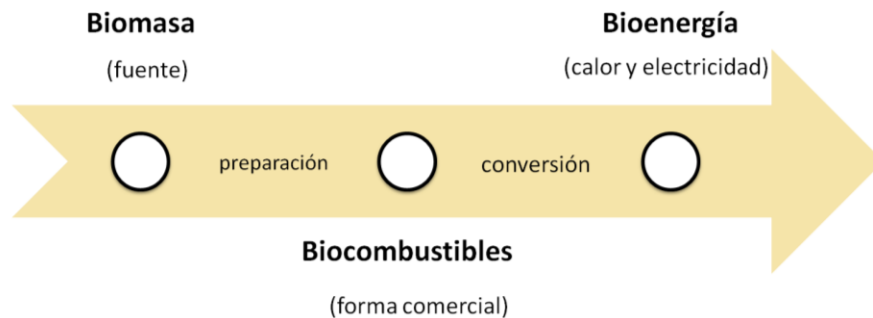 Biomasa
(fuente)
Bioenergía
(calor y electricidad)
preparación
conversión
Biocombustibles
(forma comercial)